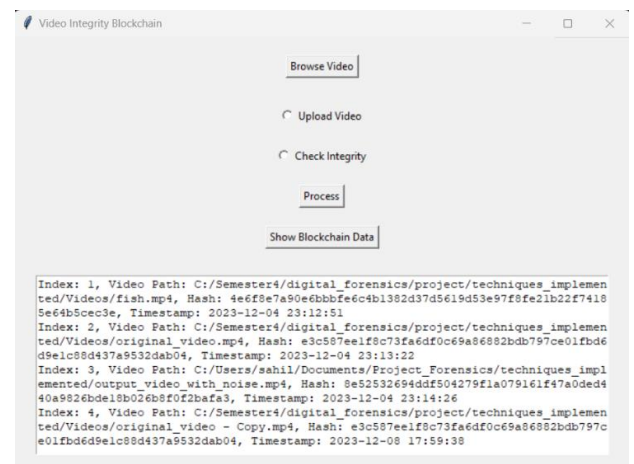 Video Integrity Blockchain
Browse Video
Upload Video
Check Integrity
Process
Show Blockchain Data
Index: 1, Video Path: C:/Semester4/digital_forensics/project/techniques_implemen
ted/Videos/fish.mp4, Hash: 4e6f8e7a90e6bbbfe6c4b1382d37d5619d53e97f8fe21b22f7418
5e64b5cec3e, Timestamp: 2023-12-04 23:12:51
Index: 2, Video Path: C:/Semester4/digital_forensics/project/techniques_implemen
ted/Videos/original_video.mp4, Hash: e3c587ee1f8c73fa6df0c69a86882bdb797ce01fbd6
d9e1c88d437a9532dab04, Timestamp: 2023-12-04 23:13:22
Index: 3, Video Path: C:/Users/sahil/Documents/Project_Forensics/techniques_impl
emented/output_video_with_noise.mp4, Hash: 8e52532694ddf504279f1a079161f47a0ded4
40a9826bde18b026b8f0f2bafa3, Timestamp: 2023-12-04 23:14:26
Index: 4, Video Path: C:/Semester4/digital_forensics/project/techniques_implemen
ted/Videos/original_video - Copy.mp4, Hash: e3c587ee1f8c73fa6df0c69a86882bdb797c
e01fbd6d9e1c88d437a9532dab04, Timestamp: 2023-12-08 17:59:38